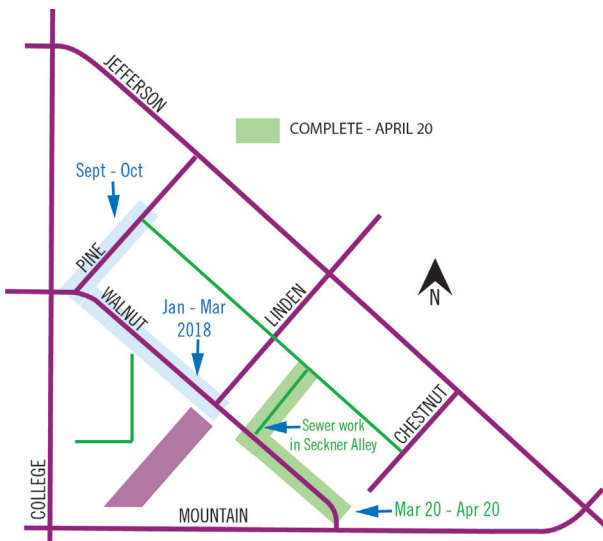 JEFFERSON
COMPLETE - APRIL 20
Sept - Oct
PINE
WALNUT
Jan - Mar
2018
LINDEN
N
CHESTNUT
Sewer work
in Seckner Alley
COLLEGE
MOUNTAIN
Mar 20 - Apr 20